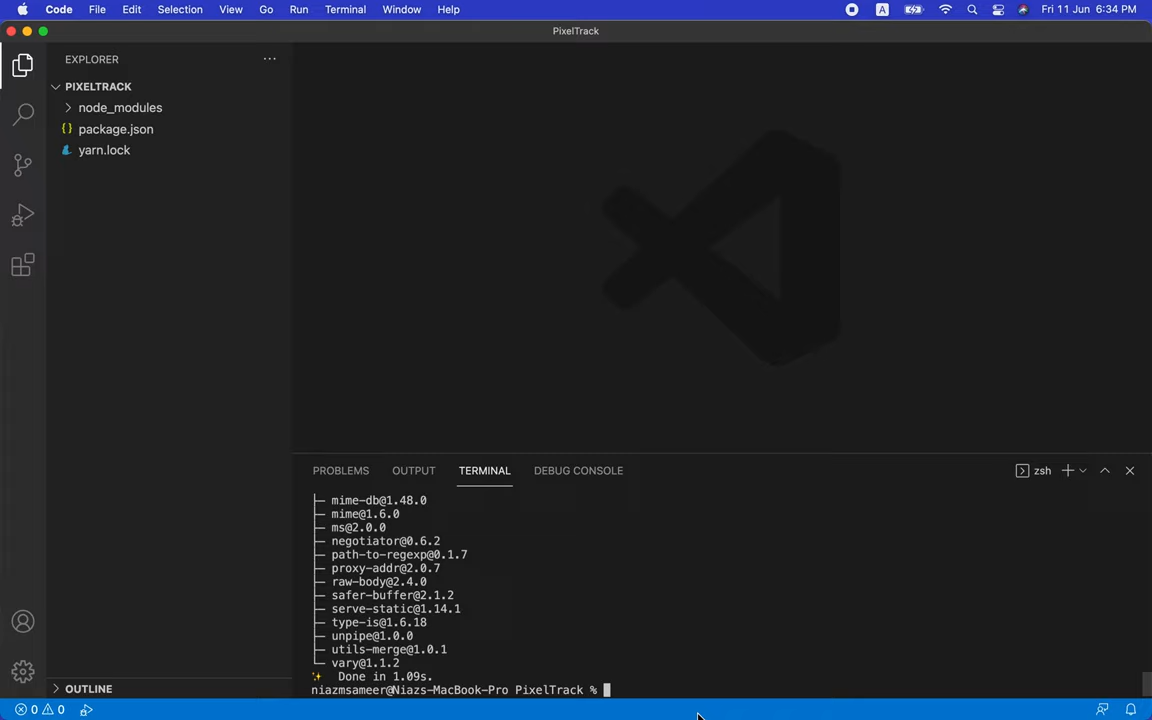 Code File Edit Selection View Go Run Terminal Window Help A Fri 11 Jun 6:34 PM
PixelTrack
EXPLORER ...
PIXELTRACK
node_modules
{} package.json
yarn.lock
PROBLEMS OUTPUT TERMINAL DEBUG CONSOLE zsh
├─ mime-db@1.48.0
├─ mime@1.6.0
├─ ms@2.0.0
├─ negotiator@0.6.2
├─ path-to-regexp@0.1.7
├─ proxy-addr@2.0.7
├─ raw-body@2.4.0
├─ safer-buffer@2.1.2
├─ serve-static@1.14.1
├─ type-is@1.6.18
├─ unpipe@1.0.0
├─ utils-merge@1.0.1
└─ vary@1.1.2
✨ Done in 1.09s.
niazmsameer@Niazs-MacBook-Pro PixelTrack %
OUTLINE
0 0